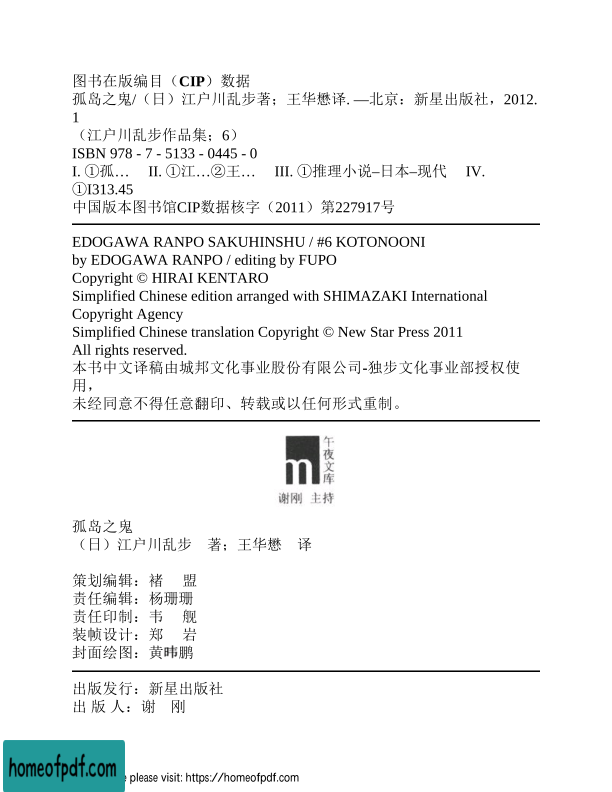 图书在版编目（CIP）数据
孤岛之鬼/（日）江户川乱步著；王华懋译. —北京：新星出版社，2012.
1
（江户川乱步作品集；6）
ISBN 978 - 7 - 5133 - 0445 - 0
I. ①孤… II. ①江…②王… III. ①推理小说–日本–现代 IV.
①I313.45
中国版本图书馆CIP数据核字（2011）第227917号
EDOGAWA RANPO SAKUHINSHU / #6 KOTONOONI
by EDOGAWA RANPO / editing by FUPO
Copyright © HIRAI KENTARO
Simplified Chinese edition arranged with SHIMAZAKI International
Copyright Agency
Simplified Chinese translation Copyright © New Star Press 2011
All rights reserved.
本书中文译稿由城邦文化事业股份有限公司-独步文化事业部授权使
用，
未经同意不得任意翻印、转载或以任何形式重制。
m
午夜文库
谢刚 主持
孤岛之鬼
（日）江户川乱步 著；王华懋 译
策划编辑：褚 盟
责任编辑：杨珊珊
责任印制：韦 舰
装帧设计：郑 岩
封面绘图：黄㬙鹏
出版发行：新星出版社
出 版 人：谢 刚
homeofpdf.com
please visit: https://homeofpdf.com